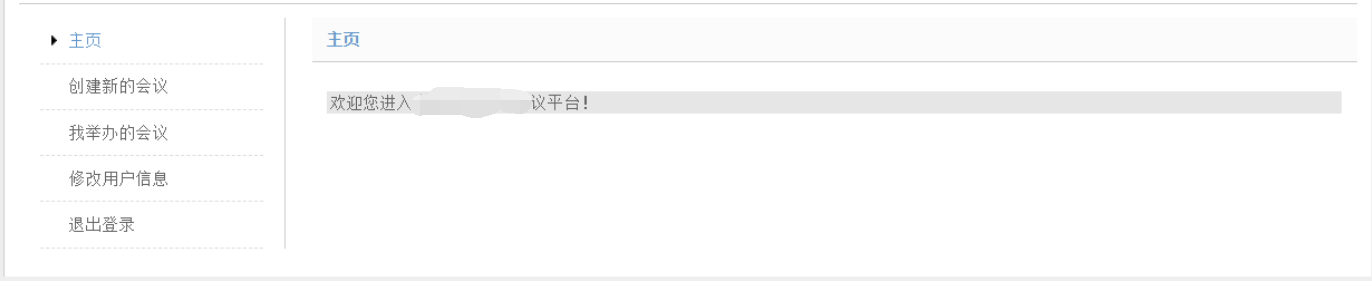 主页
创建新的会议
我举办的会议
修改用户信息
退出登录
主页
欢迎您进入 议平台!